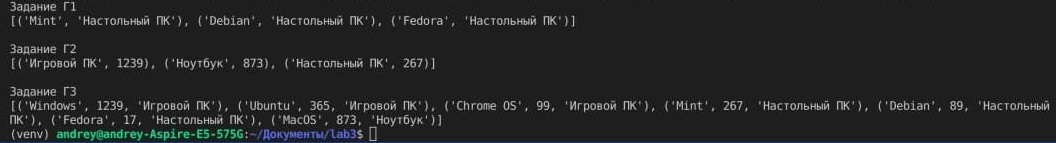 Задание Г1
[('Mint', 'Настольный ПК'), ('Debian', 'Настольный ПК'), ('Fedora', 'Настольный ПК')]
Задание Г2
[('Игровой ПК', 1239), ('Ноутбук', 873), ('Настольный ПК', 267)]
Задание Г3
[('Windows', 1239, 'Игровой ПК'), ('Ubuntu', 365, 'Игровой ПК'), ('Chrome OS', 99, 'Игровой ПК'), ('Mint', 267, 'Настольный ПК'), ('Debian', 89, 'Настольный
ПК'), ('Fedora', 17, 'Настольный ПК'), ('MacOS', 873, 'Ноутбук')]
(venv) andrey@andrey-Aspire-E5-575G:~/Документы/lab3$